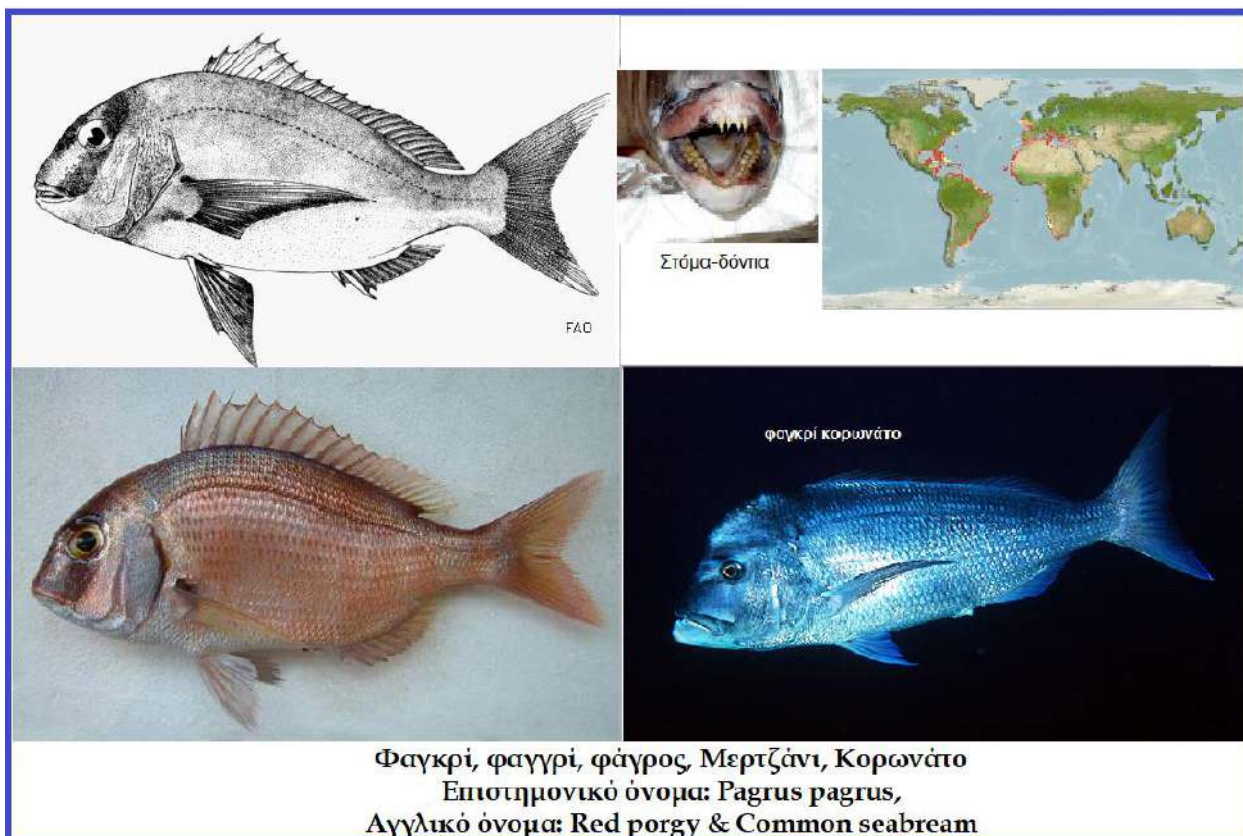 FAO
Στόμα-δόντια
φαγκρί κορωνάτο
Φαγκρί, φαγγρί, φάγρος, Μερτζάνι, Κορωνάτο
Επιστημονικό όνομα: Pagrus pagrus,
Αγγλικό όνομα: Red porgy & Common seabream